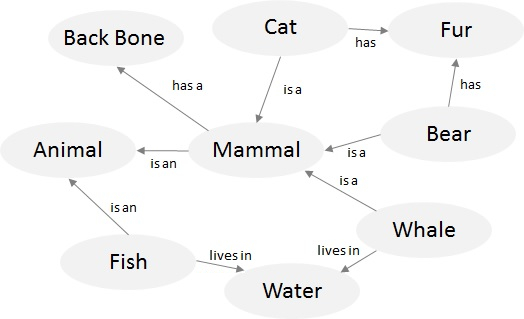 Back Bone
Cat
has
Fur
has a
is a
has
Animal
is an
Mammal
is a
Bear
is an
is a
Whale
Fish
lives in
lives in
Water